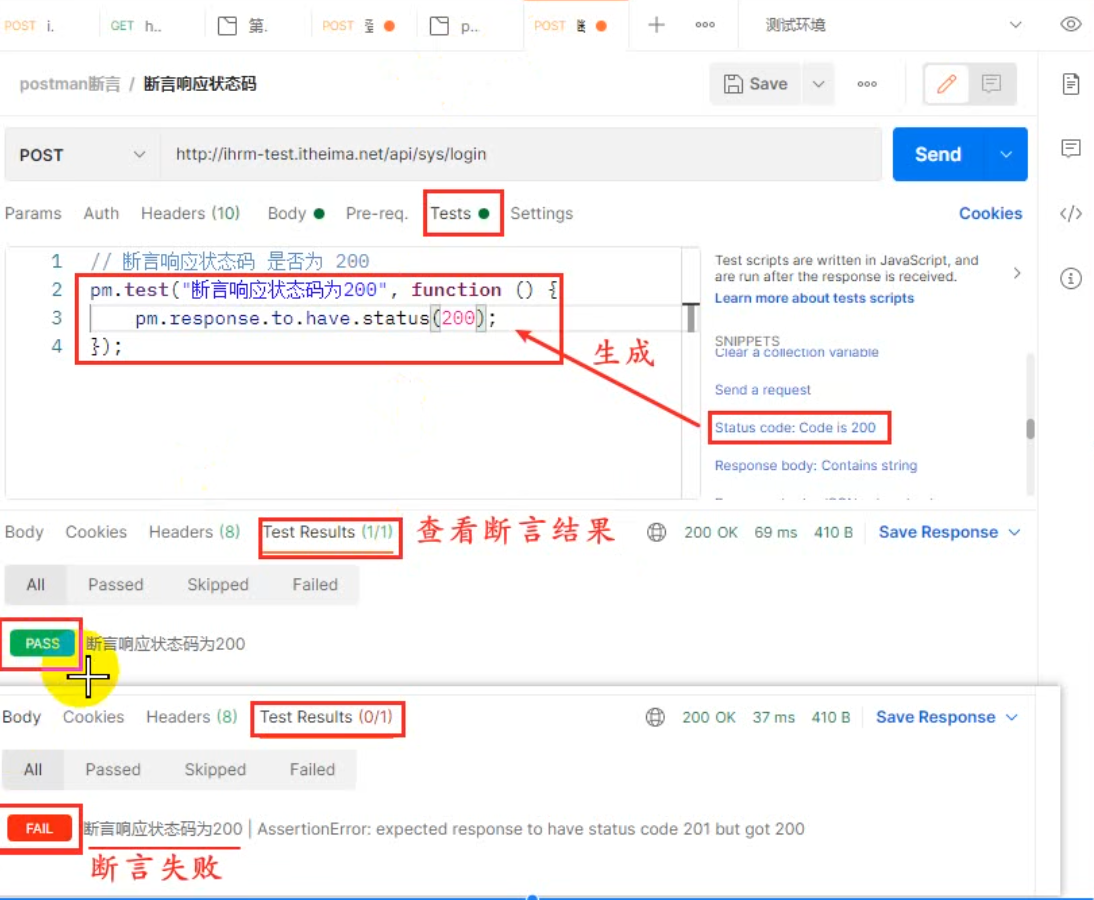 POST i.
GET h..
第.
POST
p..
POST
测试环境
postman断言 / 断言响应状态码
Save
POST
http://ihrm-test.itheima.net/api/sys/login
Send
Params Auth Headers (10) Body Pre-req. Tests Settings
Cookies
1 // 断言响应状态码 是否为 200
2 pm.test("断言响应状态码为200", function () {
3 pm.response.to.have.status(200);
4 });
生成
Test scripts are written in JavaScript, and
are run after the response is received.
Learn more about tests scripts
SNIPPETS
Clear a collection variable
Send a request
Status code: Code is 200
Response body: Contains string
Body Cookies Headers (8) Test Results (1/1)
查看断言结果
200 OK 69 ms 410 B Save Response
All Passed Skipped Failed
PASS 断言响应状态码为200
Body Cookies Headers (8) Test Results (0/1)
200 OK 37 ms 410 B Save Response
All Passed Skipped Failed
FAIL 断言响应状态码为200 | AssertionError: expected response to have status code 201 but got 200
断言失败